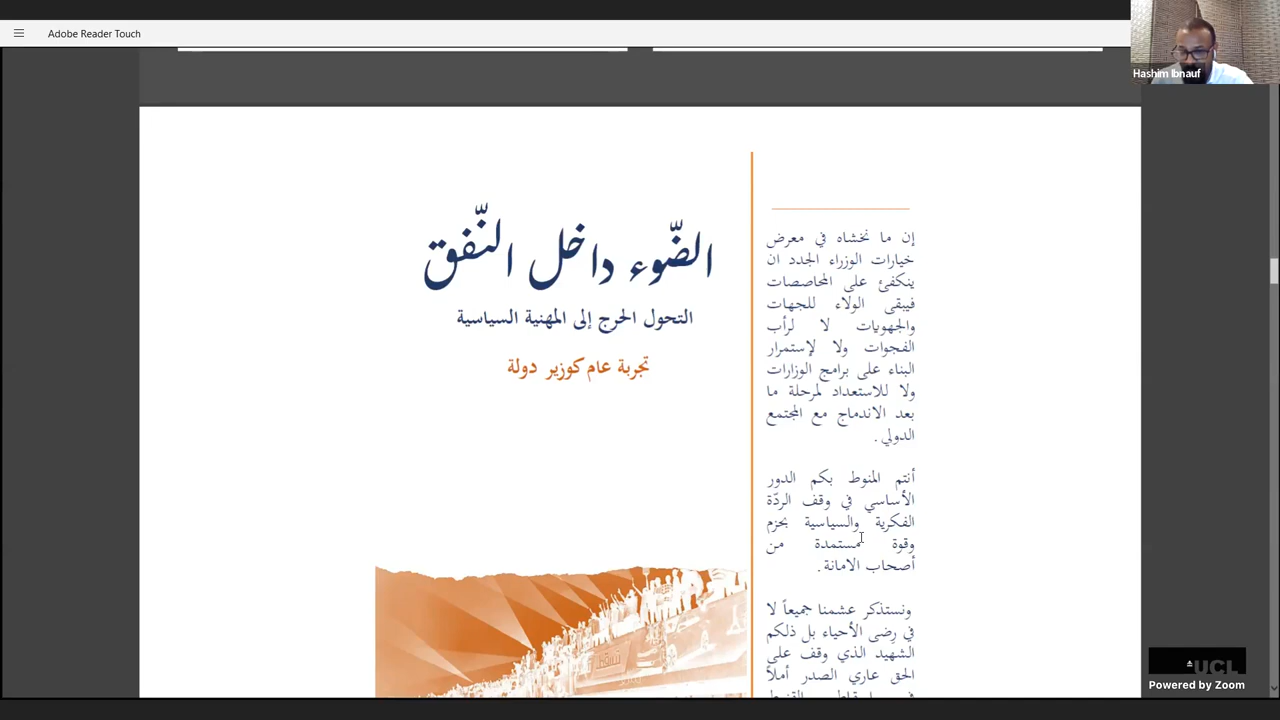 Adobe Reader Touch
Hashim Ibnauf
الضّوء داخل النّفق
التحول الحرج إلى المهنية السياسية
تجربة عام كوزير دولة
إن ما نخشاه في معرض
خيارات الوزراء الجدد ان
ينكفئ على المحاصصات
فيبقى الولاء للجهات
والجهويات لا لرأب
الفجوات ولا لإستمرار
البناء على برامج الوزارات
ولا للاستعداد لمرحلة ما
بعد الاندماج مع المجتمع
الدولي.
أنتم المنوط بكم الدور
الأساسي في وقف الردّة
الفكرية والسياسية بحزم
وقوة مستمدة من
أصحاب الامانة.
ونستذكر عشمنا جميعاً لا
في رِضى الأحياء بل ذلكم
الشهيد الذي وقف على
الحق عاري الصدر أملاً
تسقط
UCL
Powered by Zoom